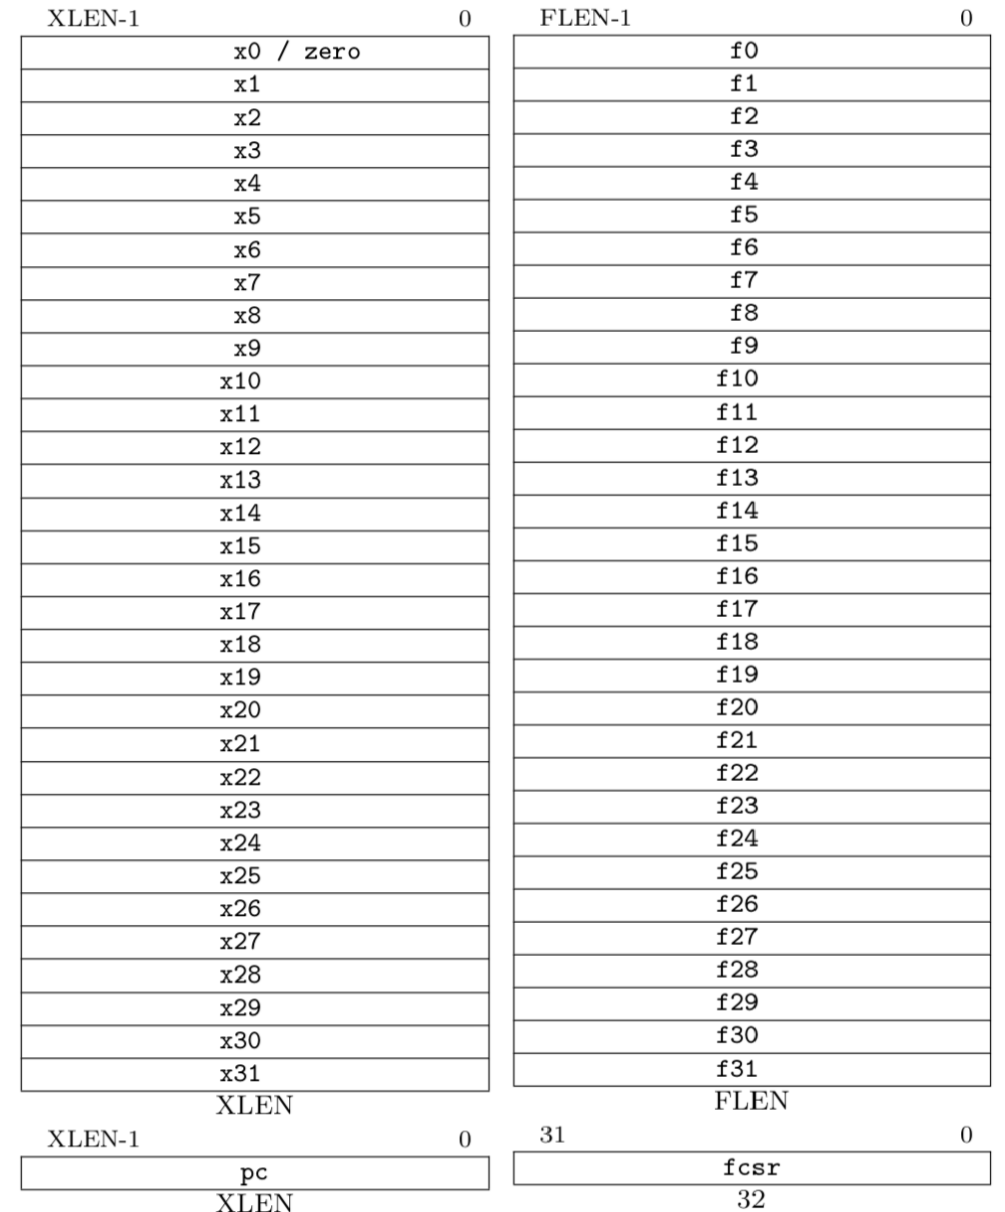 XLEN-1 0
x0 / zero
x1
x2
x3
x4
x5
x6
x7
x8
x9
x10
x11
x12
x13
x14
x15
x16
x17
x18
x19
x20
x21
x22
x23
x24
x25
x26
x27
x28
x29
x30
x31
XLEN
XLEN-1 0
pc
XLEN
FLEN-1 0
f0
f1
f2
f3
f4
f5
f6
f7
f8
f9
f10
f11
f12
f13
f14
f15
f16
f17
f18
f19
f20
f21
f22
f23
f24
f25
f26
f27
f28
f29
f30
f31
FLEN
31 0
fcsr
32